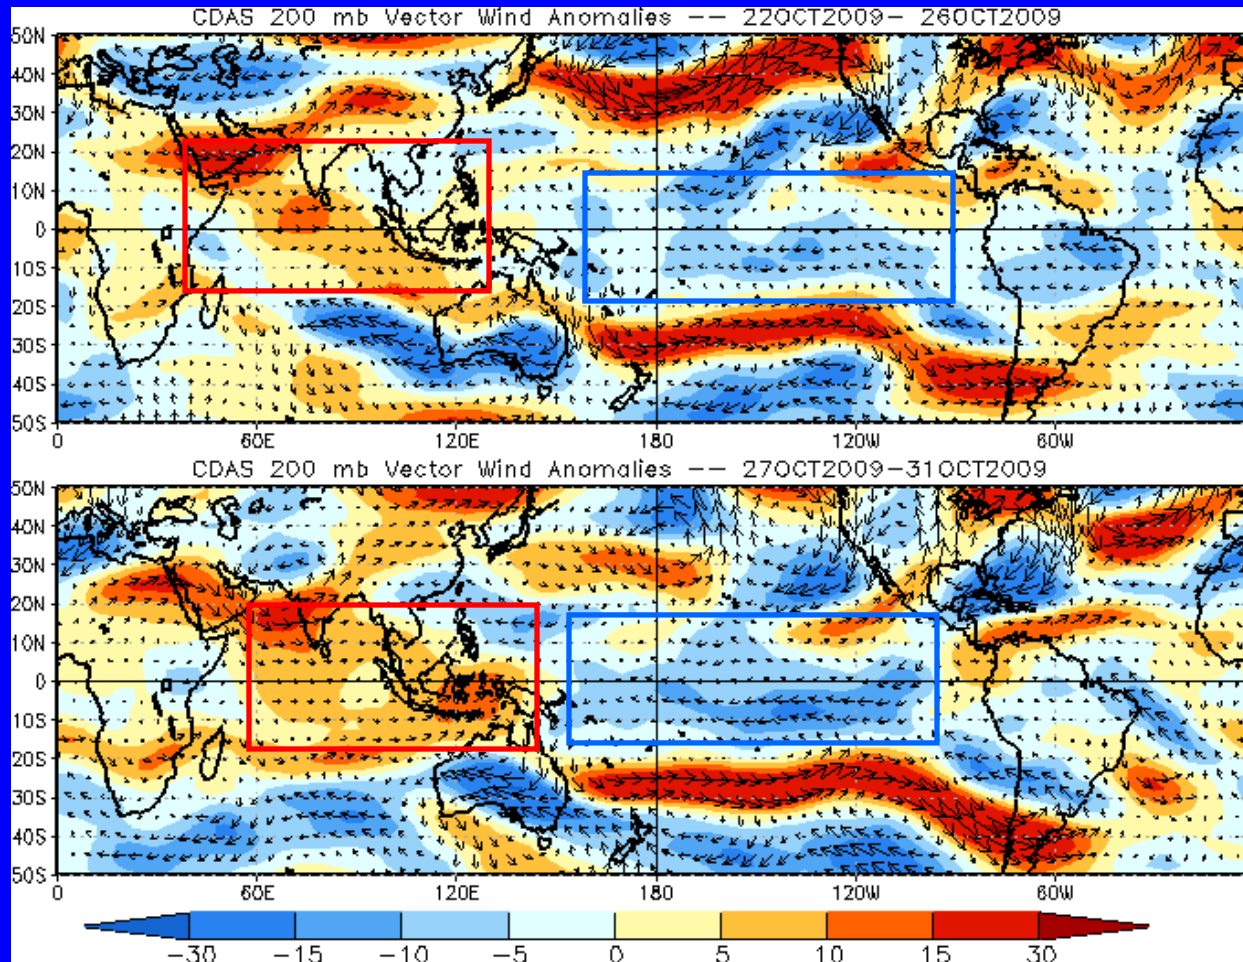 CDAS 200 mb Vector Wind Anomalies -- 22OCT2009- 26OCT2009
50N
40N
30N
20N
10N
0
10S
20S
30S
40S
50S
0 60E 120E 180 120W 60W
CDAS 200 mb Vector Wind Anomalies -- 27OCT2009-31OCT2009
50N
40N
30N
20N
10N
0
10S
20S
30S
40S
50S
0 60E 120E 180 120W 60W
-30 -15 -10 -5 0 5 10 15 30